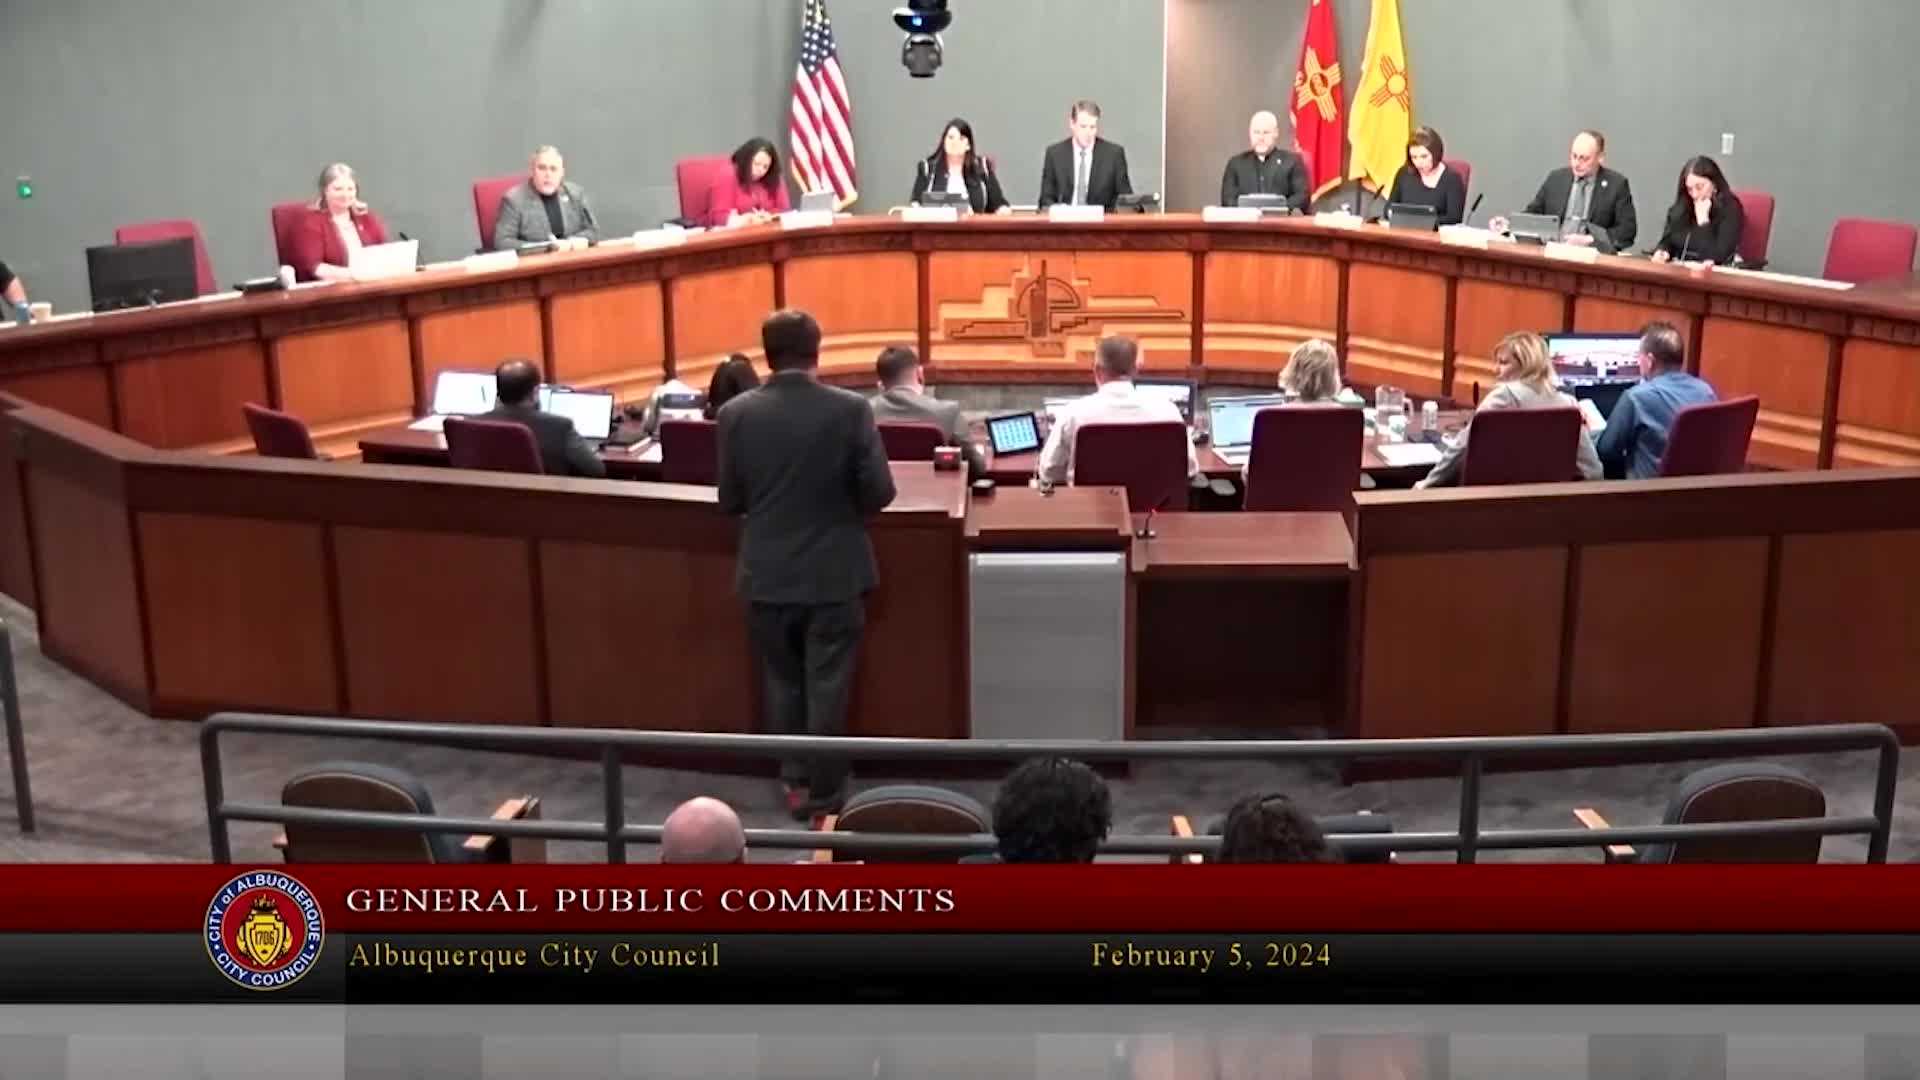 GENERAL PUBLIC COMMENTS
CITY of ALBUQUERQUE
1706
CITY COUNCIL
Albuquerque City Council
February 5, 2024